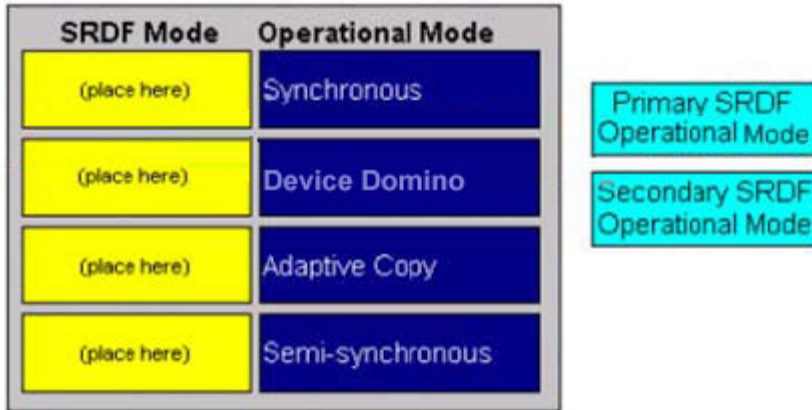 SRDF Mode Operational Mode
(place here) Synchronous
(place here) Device Domino
(place here) Adaptive Copy
(place here) Semi-synchronous
Primary SRDF
Operational Mode
Secondary SRDF
Operational Mode